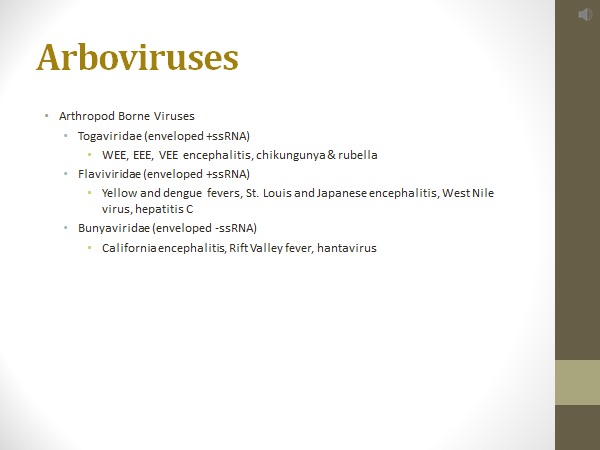 Arboviruses
• Arthropod Borne Viruses
• Togaviridae (enveloped +ssRNA)
• WEE, EEE, VEE encephalitis, chikungunya & rubella
• Flaviviridae (enveloped +ssRNA)
• Yellow and dengue fevers, St. Louis and Japanese encephalitis, West Nile
virus, hepatitis C
• Bunyaviridae (enveloped -ssRNA)
• California encephalitis, Rift Valley fever, hantavirus